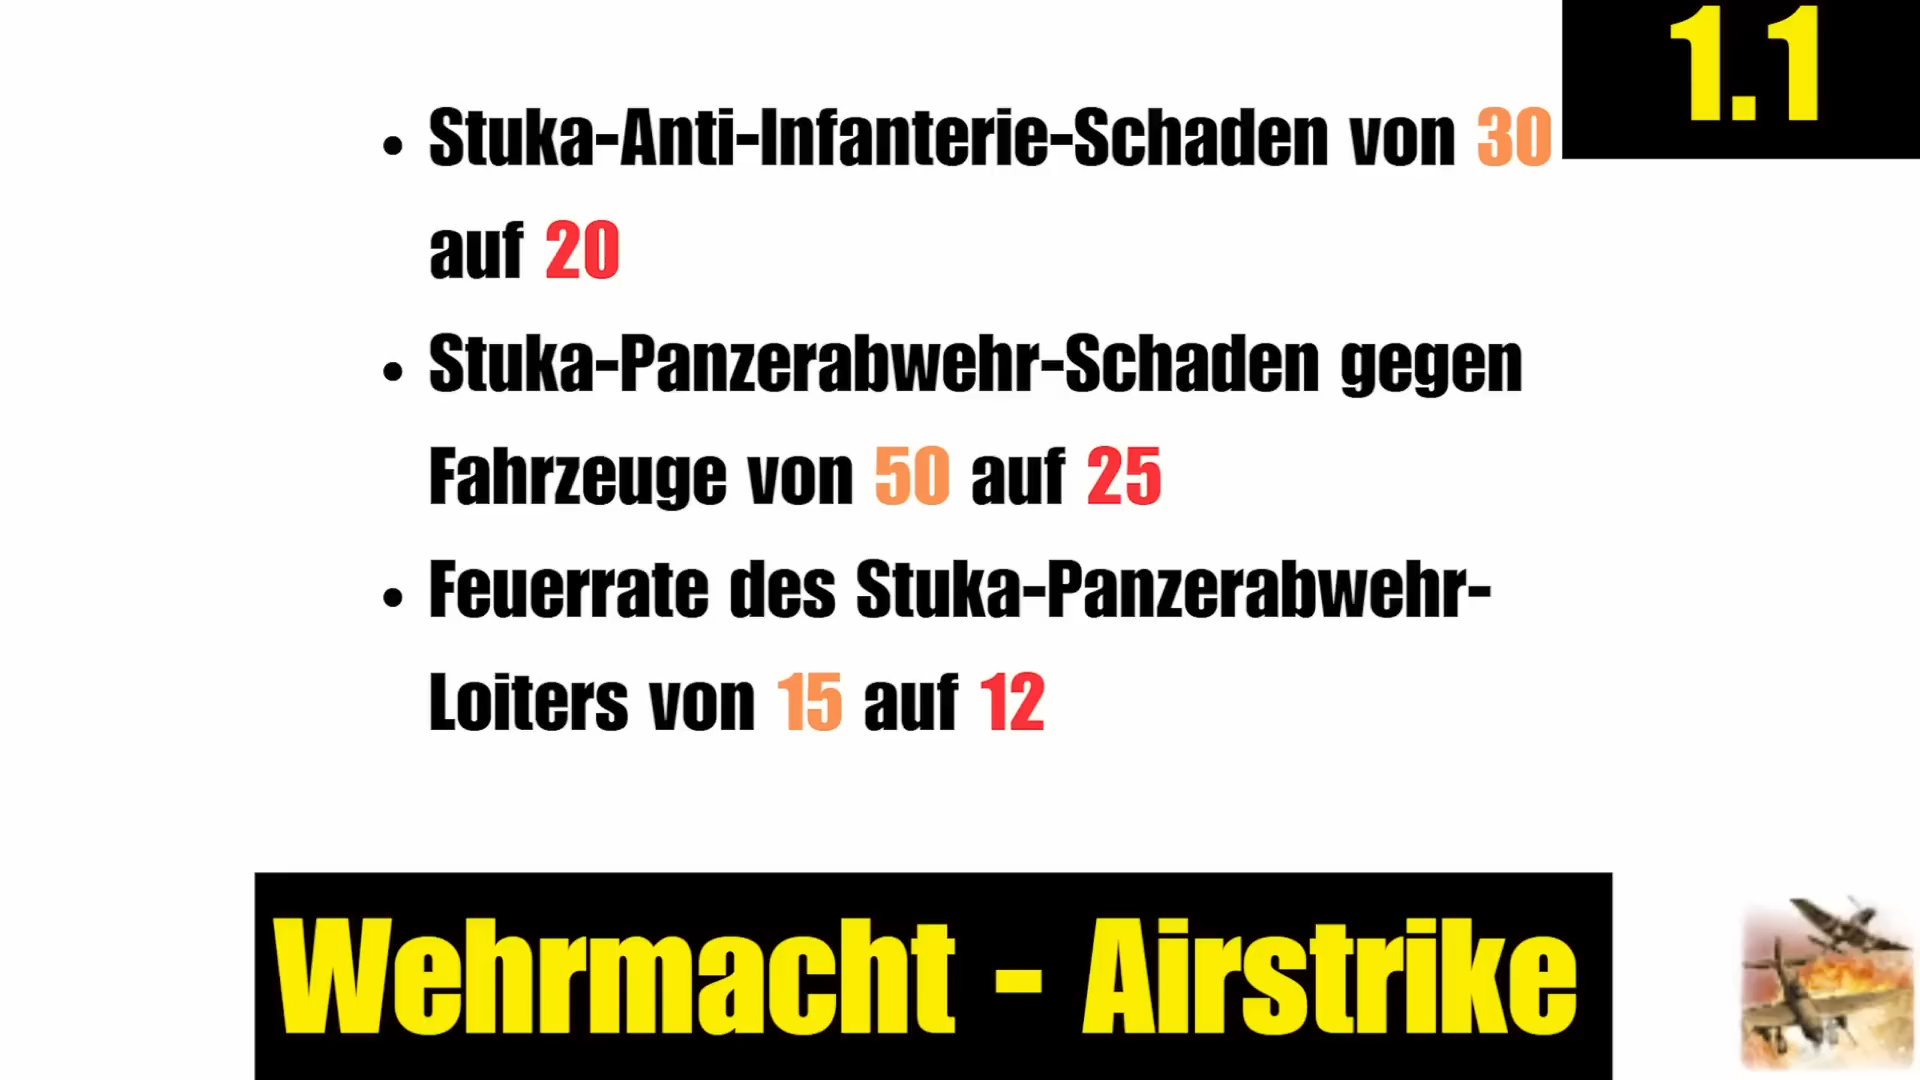 1.1
• Stuka-Anti-Infanterie-Schaden von 30
auf 20
• Stuka-Panzerabwehr-Schaden gegen
Fahrzeuge von 50 auf 25
• Feuerrate des Stuka-Panzerabwehr-
Loiters von 15 auf 12
Wehrmacht - Airstrike